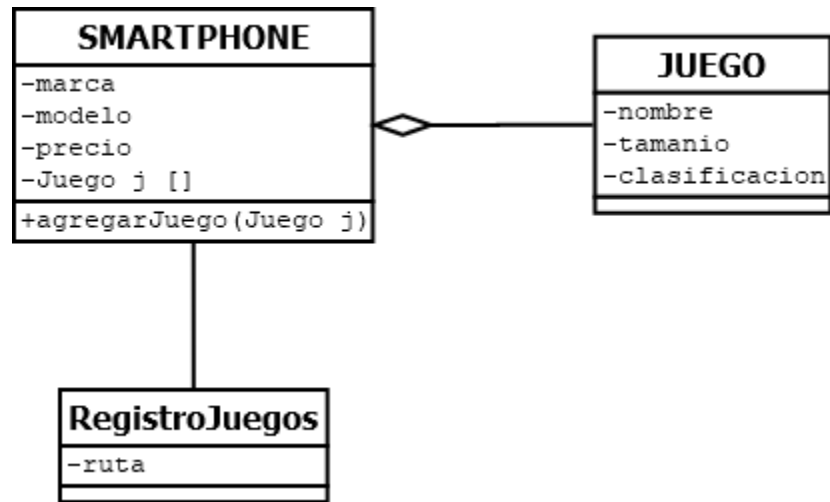 SMARTPHONE
-marca
-modelo
-precio
-Juego j []
+agregarJuego(Juego j)
JUEGO
-nombre
-tamanio
-clasificacion
RegistroJuegos
-ruta